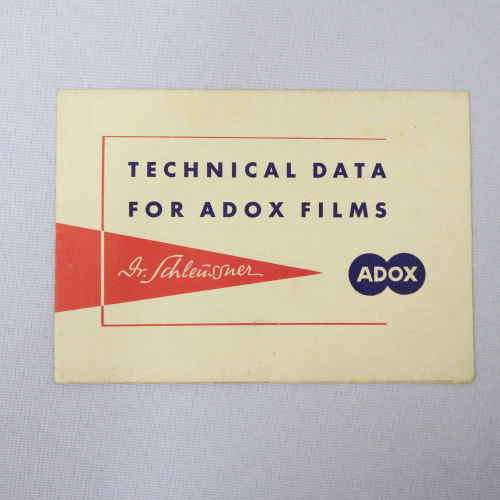 TECHNICAL DATA
FOR ADOX FILMS
Dr. Schleussner
ADOX